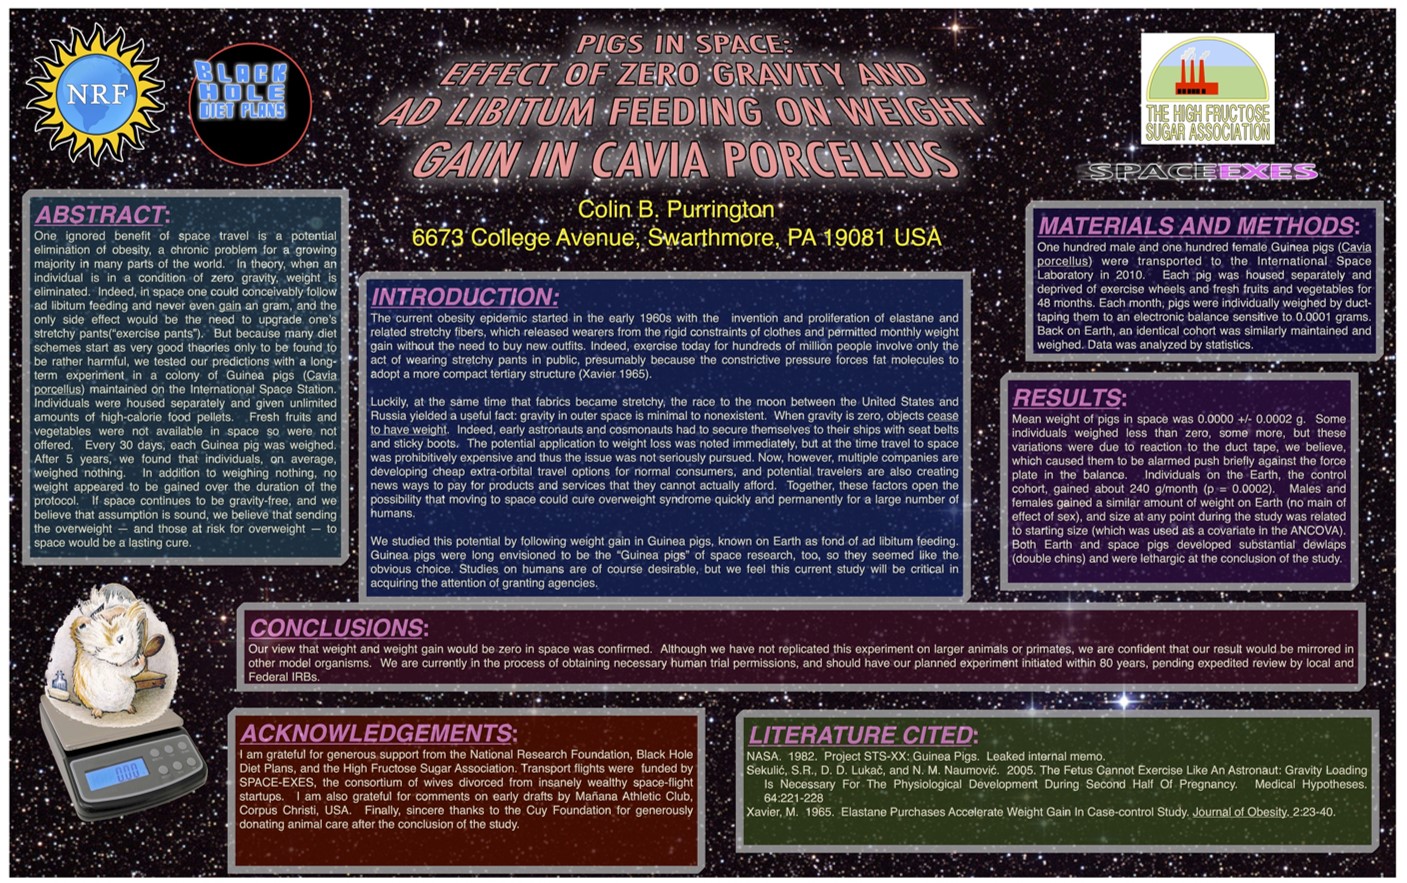 NRF
BLACK
HOLE
DIET PLANS
PIGS IN SPACE:
EFFECT OF ZERO GRAVITY AND
AD LIBITUM FEEDING ON WEIGHT
GAIN IN CAVIA PORCELLUS
Colin B. Purrington
6673 College Avenue, Swarthmore, PA 19081 USA
THE HIGH FRUCTOSE
SUGAR ASSOCIATION
SPACEEXES
ABSTRACT:
One ignored benefit of space travel is a potential
elimination of obesity, a chronic problem for a growing
majority in many parts of the world. In theory, when an
individual is in a condition of zero gravity, weight is
eliminated. Indeed, in space one could conceivably follow
ad libitum feeding and never even gain an gram, and the
only side effect would be the need to upgrade one's
stretchy pants("exercise pants"). But because many diet
schemes start as very good theories only to be found to
be rather harmful, we tested our predictions with a long-
term experiment in a colony of Guinea pigs (Cavia
porcellus) maintained on the International Space Station.
Individuals were housed separately and given unlimited
amounts of high-calorie food pellets. Fresh fruits and
vegetables were not available in space so were not
offered. Every 30 days, each Guinea pig was weighed.
After 5 years, we found that individuals, on average,
weighed nothing. In addition to weighing nothing, no
weight appeared to be gained over the duration of the
protocol. If space continues to be gravity-free, and we
believe that assumption is sound, we believe that sending
the overweight — and those at risk for overweight — to
space would be a lasting cure.
INTRODUCTION:
The current obesity epidemic started in the early 1960s with the invention and proliferation of elastane and
related stretchy fibers, which released wearers from the rigid constraints of clothes and permitted monthly weight
gain without the need to buy new outfits. Indeed, exercise today for hundreds of million people involve only the
act of wearing stretchy pants in public, presumably because the constrictive pressure forces fat molecules to
adopt a more compact tertiary structure (Xavier 1965).
Luckily, at the same time that fabrics became stretchy, the race to the moon between the United States and
Russia yielded a useful fact: gravity in outer space is minimal to nonexistent. When gravity is zero, objects cease
to have weight. Indeed, early astronauts and cosmonauts had to secure themselves to their ships with seat belts
and sticky boots. The potential application to weight loss was noted immediately, but at the time travel to space
was prohibitively expensive and thus the issue was not seriously pursued. Now, however, multiple companies are
developing cheap extra-orbital travel options for normal consumers, and potential travelers are also creating
news ways to pay for products and services that they cannot actually afford. Together, these factors open the
possibility that moving to space could cure overweight syndrome quickly and permanently for a large number of
humans.
We studied this potential by following weight gain in Guinea pigs, known on Earth as fond of ad libitum feeding.
Guinea pigs were long envisioned to be the "Guinea pigs" of space research, too, so they seemed like the
obvious choice. Studies on humans are of course desirable, but we feel this current study will be critical in
acquiring the attention of granting agencies.
MATERIALS AND METHODS:
One hundred male and one hundred female Guinea pigs (Cavia
porcellus) were transported to the International Space
Laboratory in 2010. Each pig was housed separately and
deprived of exercise wheels and fresh fruits and vegetables for
48 months. Each month, pigs were individually weighed by duct-
taping them to an electronic balance sensitive to 0.0001 grams.
Back on Earth, an identical cohort was similarly maintained and
weighed. Data was analyzed by statistics.
RESULTS:
Mean weight of pigs in space was 0.0000 +/- 0.0002 g. Some
individuals weighed less than zero, some more, but these
variations were due to reaction to the duct tape, we believe,
which caused them to be alarmed push briefly against the force
plate in the balance. Individuals on the Earth, the control
cohort, gained about 240 g/month (p = 0.0002). Males and
females gained a similar amount of weight on Earth (no main of
effect of sex), and size at any point during the study was related
to starting size (which was used as a covariate in the ANCOVA).
Both Earth and space pigs developed substantial dewlaps
(double chins) and were lethargic at the conclusion of the study.
CONCLUSIONS:
Our view that weight and weight gain would be zero in space was confirmed. Although we have not replicated this experiment on larger animals or primates, we are confident that our result would be mirrored in
other model organisms. We are currently in the process of obtaining necessary human trial permissions, and should have our planned experiment initiated within 80 years, pending expedited review by local and
Federal IRBs.
000
ACKNOWLEDGEMENTS:
I am grateful for generous support from the National Research Foundation, Black Hole
Diet Plans, and the High Fructose Sugar Association. Transport flights were funded by
SPACE-EXES, the consortium of wives divorced from insanely wealthy space-flight
startups. I am also grateful for comments on early drafts by Mañana Athletic Club,
Corpus Christi, USA. Finally, sincere thanks to the Cuy Foundation for generously
donating animal care after the conclusion of the study.
LITERATURE CITED:
NASA. 1982. Project STS-XX: Guinea Pigs. Leaked internal memo.
Sekulić, S.R., D. D. Lukač, and N. M. Naumović. 2005. The Fetus Cannot Exercise Like An Astronaut: Gravity Loading
Is Necessary For The Physiological Development During Second Half Of Pregnancy. Medical Hypotheses.
64:221-228
Xavier, M. 1965. Elastane Purchases Accelerate Weight Gain In Case-control Study. Journal of Obesity. 2:23-40.